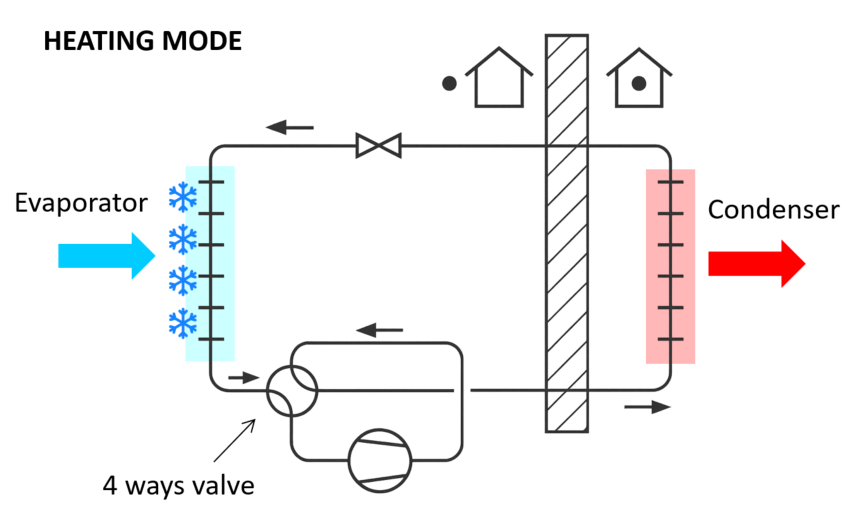 HEATING MODE
Evaporator
Condenser
4 ways valve